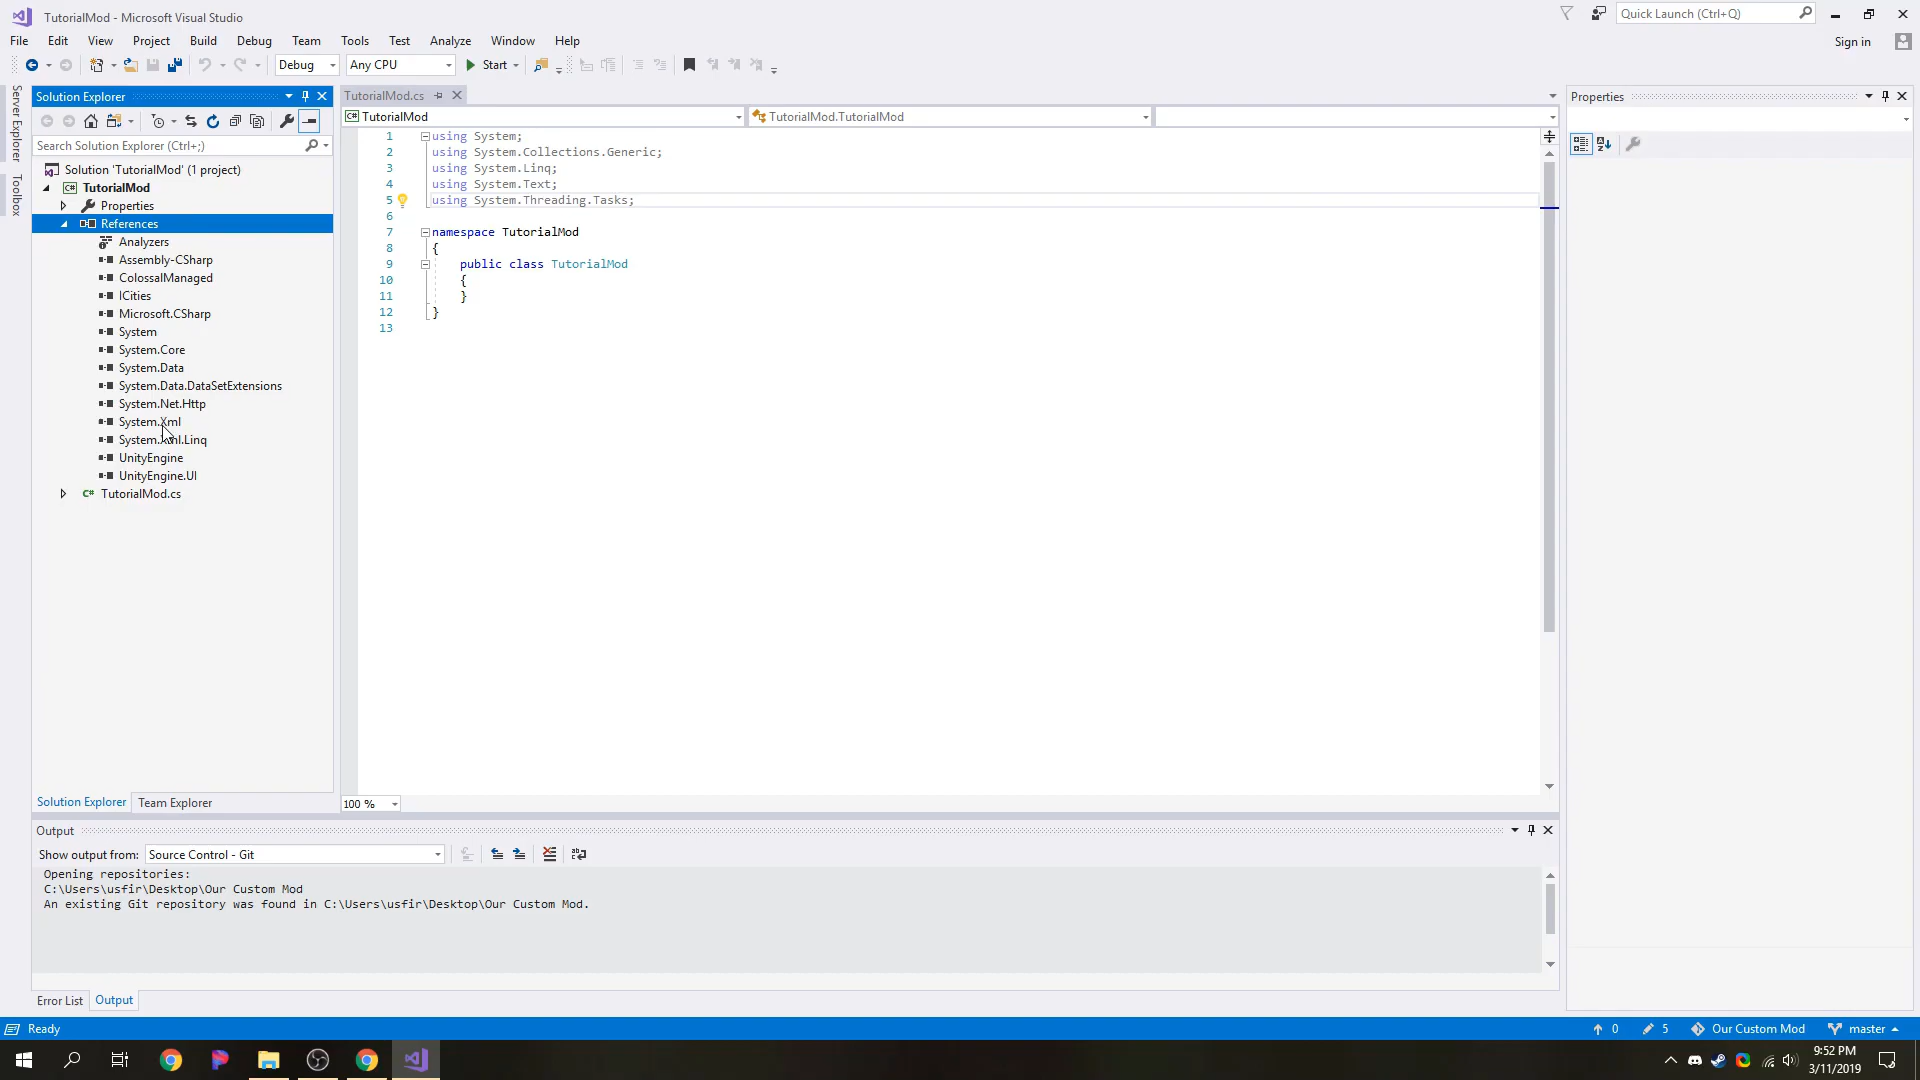 TutorialMod - Microsoft Visual Studio
Quick Launch (Ctrl+Q)
File Edit View Project Build Debug Team Tools Test Analyze Window Help
Sign in
Debug Any CPU Start
Server Explorer
Toolbox
Solution Explorer
Search Solution Explorer (Ctrl+;)
Solution 'TutorialMod' (1 project)
C# TutorialMod
Properties
References
Analyzers
Assembly-CSharp
ColossalManaged
ICities
Microsoft.CSharp
System
System.Core
System.Data
System.Data.DataSetExtensions
System.Net.Http
System.Xml
System.Xml.Linq
UnityEngine
UnityEngine.UI
C# TutorialMod.cs
Solution Explorer Team Explorer
TutorialMod.cs
C# TutorialMod TutorialMod.TutorialMod
1 using System;
2 using System.Collections.Generic;
3 using System.Linq;
4 using System.Text;
5 using System.Threading.Tasks;
6
7 namespace TutorialMod
8 {
9 public class TutorialMod
10 {
11 }
12 }
13
100 %
Properties
Output
Show output from: Source Control - Git
Opening repositories:
C:\Users\usfir\Desktop\Our Custom Mod
An existing Git repository was found in C:\Users\usfir\Desktop\Our Custom Mod.
Error List Output
Ready
0 5 Our Custom Mod master
9:52 PM
3/11/2019